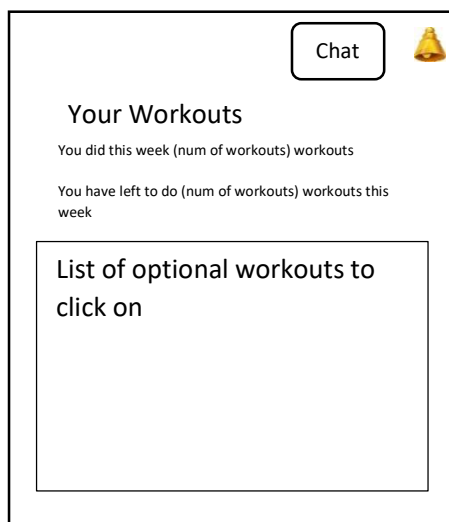 Chat
Your Workouts
You did this week (num of workouts) workouts
You have left to do (num of workouts) workouts this
week
List of optional workouts to
click on